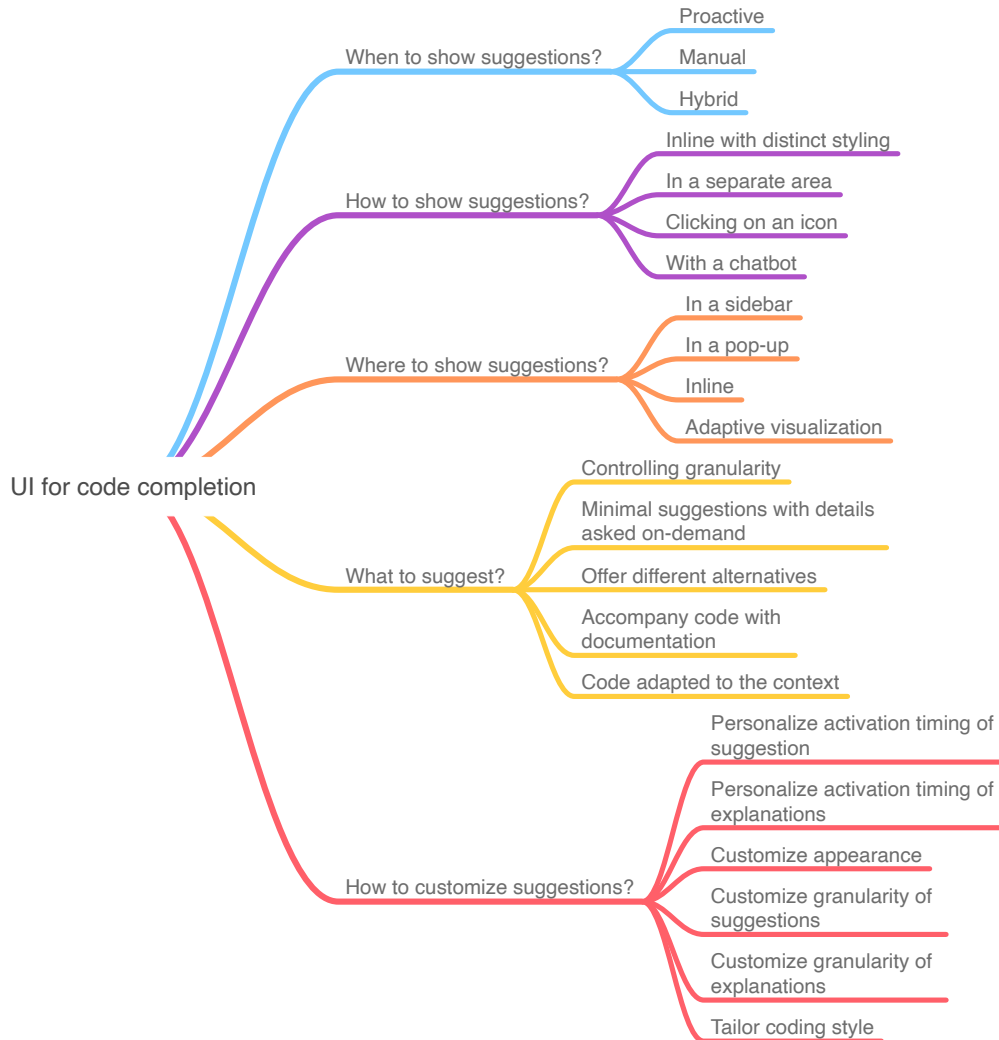 Proactive
When to show suggestions?
Manual
Hybrid
Inline with distinct styling
In a separate area
How to show suggestions?
Clicking on an icon
With a chatbot
In a sidebar
In a pop-up
Where to show suggestions?
Inline
Adaptive visualization
UI for code completion
Controlling granularity
Minimal suggestions with details
asked on-demand
What to suggest?
Offer different alternatives
Accompany code with
documentation
Code adapted to the context
Personalize activation timing of
suggestion
Personalize activation timing of
explanations
Customize appearance
How to customize suggestions?
Customize granularity of
suggestions
Customize granularity of
explanations
Tailor coding style